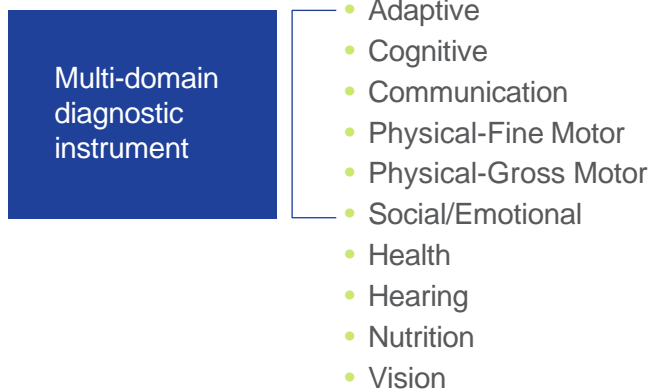 Multi-domain
diagnostic
instrument
• Adaptive
• Cognitive
• Communication
• Physical-Fine Motor
• Physical-Gross Motor
• Social/Emotional
• Health
• Hearing
• Nutrition
• Vision